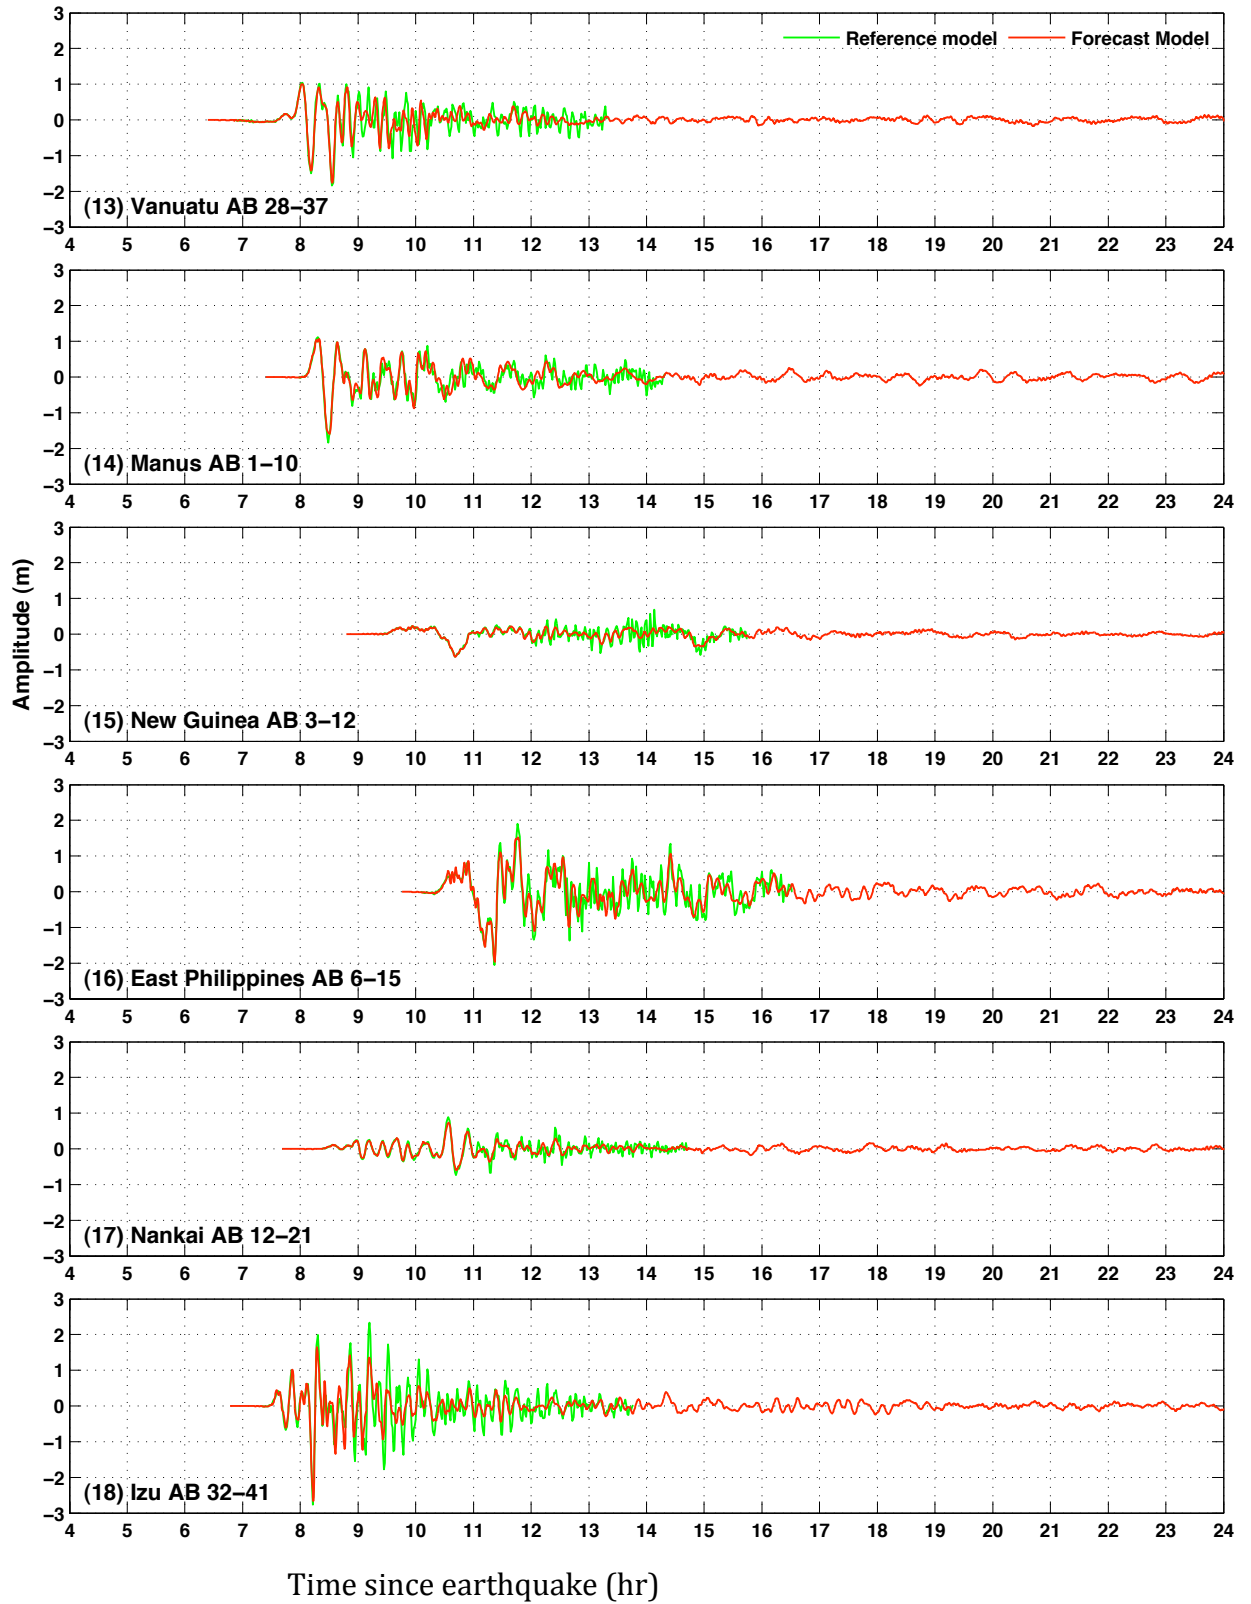 3
2
1
0
−1
−2
−3
Reference model Forecast Model
(13) Vanuatu AB 28−37
4 5 6 7 8 9 10 11 12 13 14 15 16 17 18 19 20 21 22 23 24
3
2
1
0
−1
−2
−3
(14) Manus AB 1−10
4 5 6 7 8 9 10 11 12 13 14 15 16 17 18 19 20 21 22 23 24
Amplitude (m)
3
2
1
0
−1
−2
−3
(15) New Guinea AB 3−12
4 5 6 7 8 9 10 11 12 13 14 15 16 17 18 19 20 21 22 23 24
3
2
1
0
−1
−2
−3
(16) East Philippines AB 6−15
4 5 6 7 8 9 10 11 12 13 14 15 16 17 18 19 20 21 22 23 24
3
2
1
0
−1
−2
−3
(17) Nankai AB 12−21
4 5 6 7 8 9 10 11 12 13 14 15 16 17 18 19 20 21 22 23 24
3
2
1
0
−1
−2
−3
(18) Izu AB 32−41
4 5 6 7 8 9 10 11 12 13 14 15 16 17 18 19 20 21 22 23 24
Time since earthquake (hr)